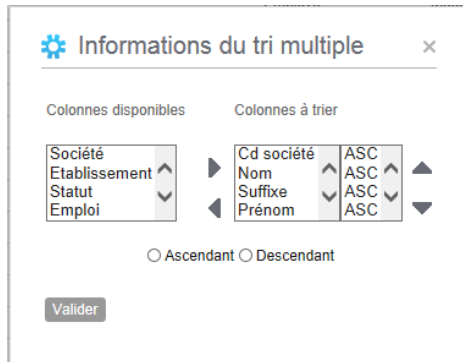 Informations du tri multiple
Colonnes disponibles
Colonnes à trier
Société
Etablissement
Statut
Emploi
Cd société ASC
Nom ASC
Suffixe ASC
Prénom ASC
Ascendant Descendant
Valider